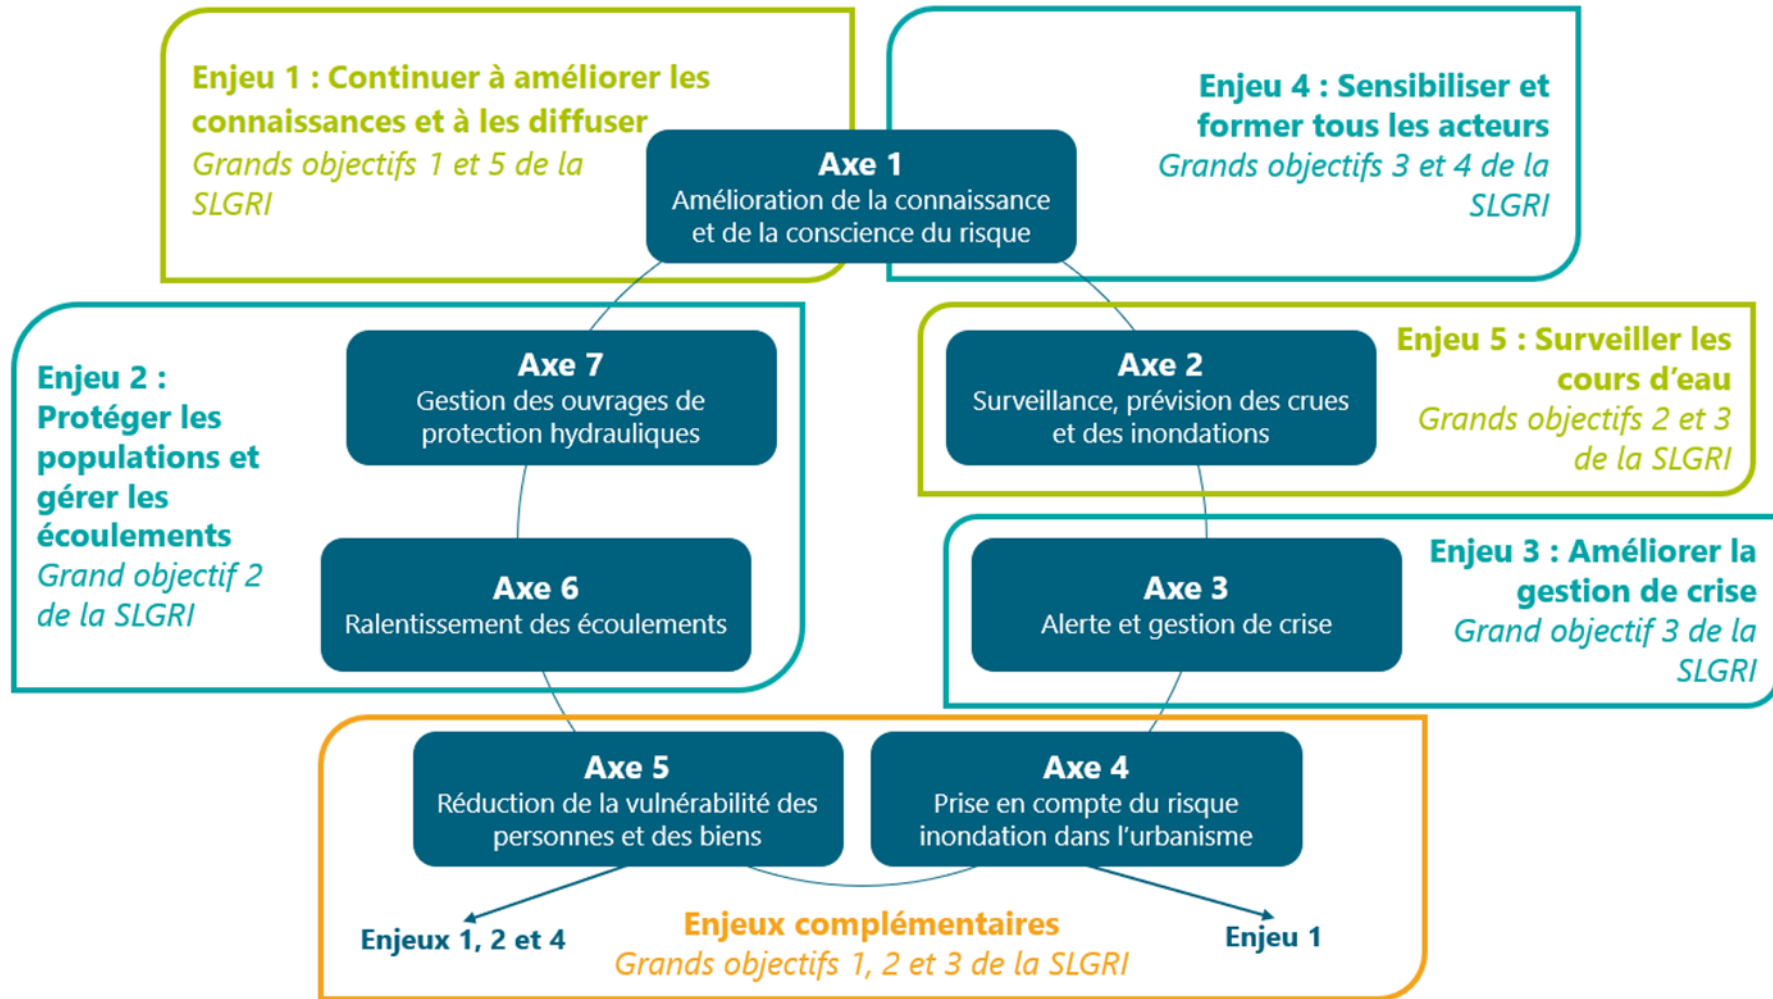 Enjeu 1 : Continuer à améliorer les
connaissances et à les diffuser
Grands objectifs 1 et 5 de la
SLGRI
Enjeu 4 : Sensibiliser et
former tous les acteurs
Grands objectifs 3 et 4 de la
SLGRI
Axe 1
Amélioration de la connaissance
et de la conscience du risque
Enjeu 2 :
Protéger les
populations et
gérer les
écoulements
Grand objectif 2
de la SLGRI
Axe 7
Gestion des ouvrages de
protection hydrauliques
Axe 2
Surveillance, prévision des crues
et des inondations
Enjeu 5 : Surveiller les
cours d'eau
Grands objectifs 2 et 3
de la SLGRI
Axe 6
Ralentissement des écoulements
Axe 3
Alerte et gestion de crise
Enjeu 3 : Améliorer la
gestion de crise
Grand objectif 3 de la
SLGRI
Axe 5
Réduction de la vulnérabilité des
personnes et des biens
Axe 4
Prise en compte du risque
inondation dans l'urbanisme
Enjeux 1, 2 et 4
Enjeux complémentaires
Grands objectifs 1, 2 et 3 de la SLGRI
Enjeu 1